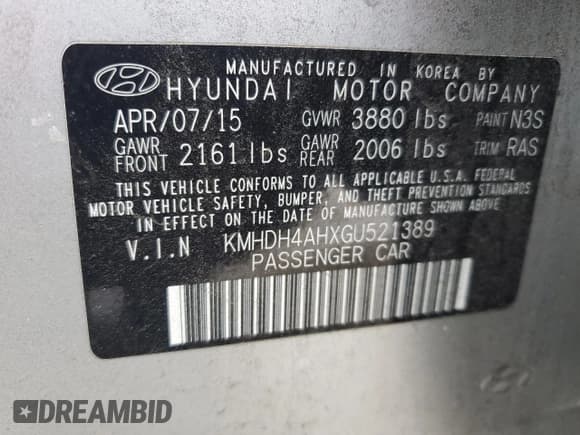 MANUFACTURED IN KOREA BY
HYUNDAI MOTOR COMPANY
APR/07/15 GVWR 3880 lbs PAINT N3S
GAWR FRONT 2161 lbs GAWR REAR 2006 lbs TRIM RAS
THIS VEHICLE CONFORMS TO ALL APPLICABLE U.S.A. FEDERAL
MOTOR VEHICLE SAFETY, BUMPER, AND THEFT PREVENTION STANDARDS
IN EFFECT ON THE DATE OF MANUFACTURE SHOWN ABOVE.
V.I.N KMHDH4AHXGU521389
PASSENGER CAR
DREAMBID